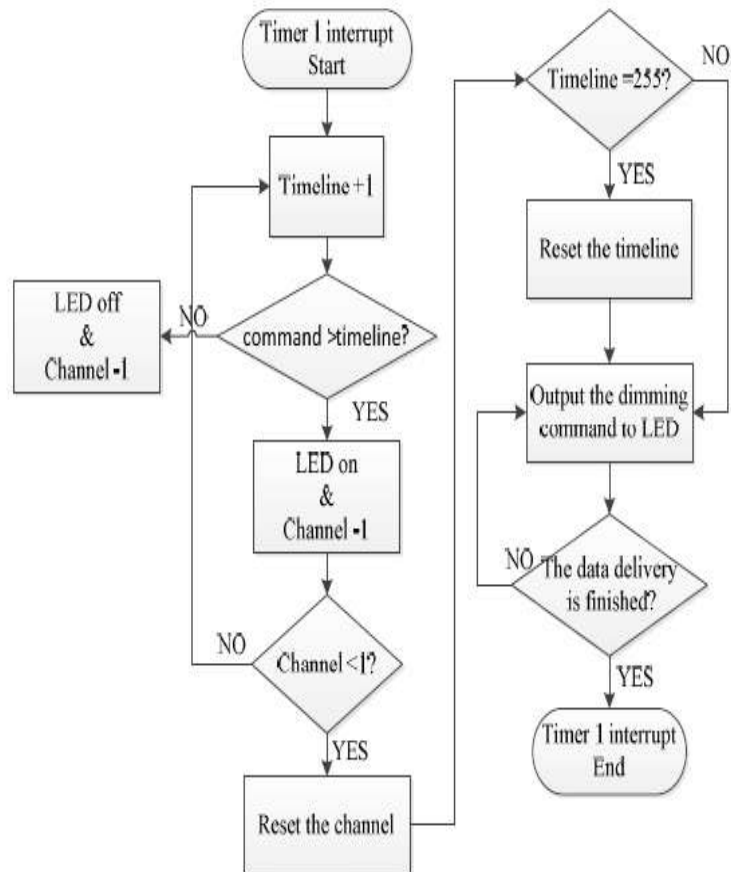 Timer 1 interrupt
Start
Timeline +1
command >timeline?
NO
LED off
&
Channel -1
YES
LED on
&
Channel -1
Channel <1?
NO
YES
Reset the channel
Timeline =255?
NO
YES
Reset the timeline
Output the dimming
command to LED
The data delivery
is finished?
NO
YES
Timer 1 interrupt
End